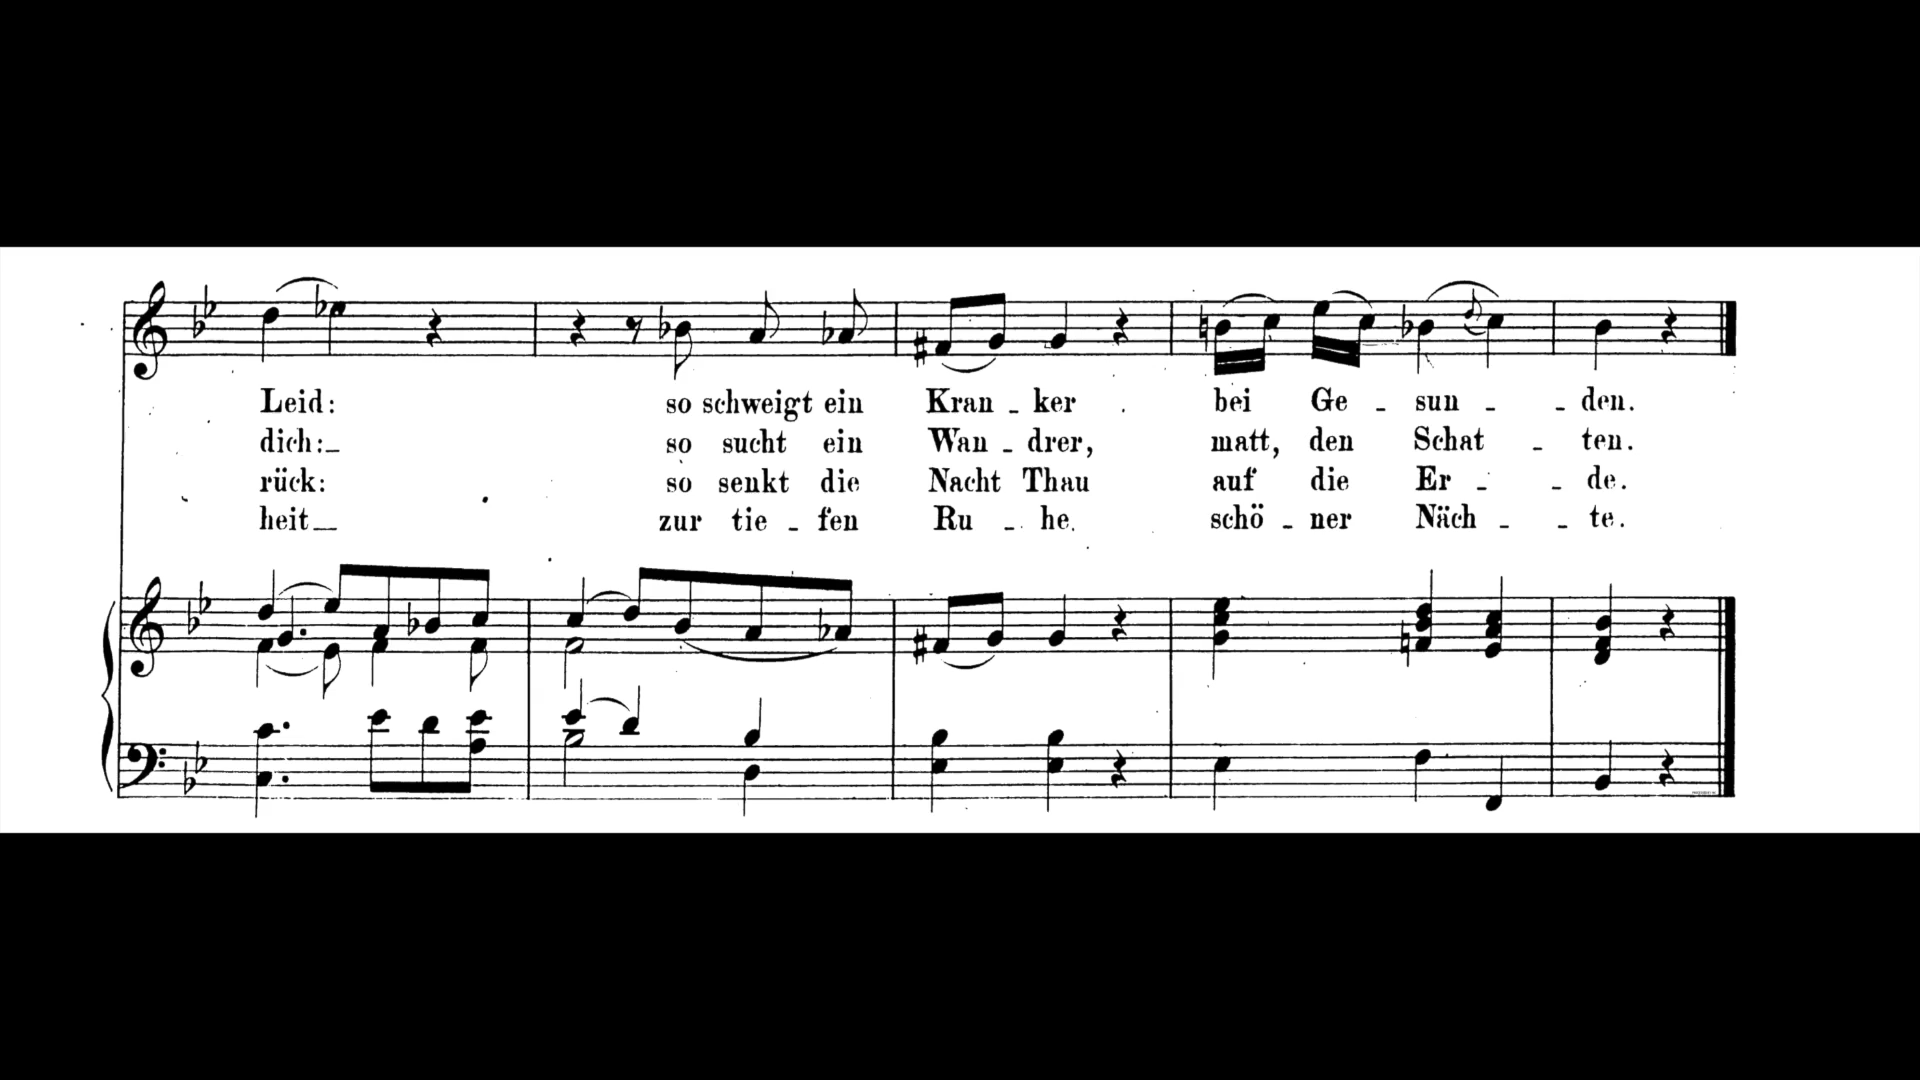 Leid: so schweigt ein Kran - ker bei Ge - sun - - den.
dich:_ so sucht ein Wan - drer, matt, den Schat - ten.
rück: so senkt die Nacht Thau auf die Er - - de.
heit_ zur tie - fen Ru - he. schö - ner Näch - - te.